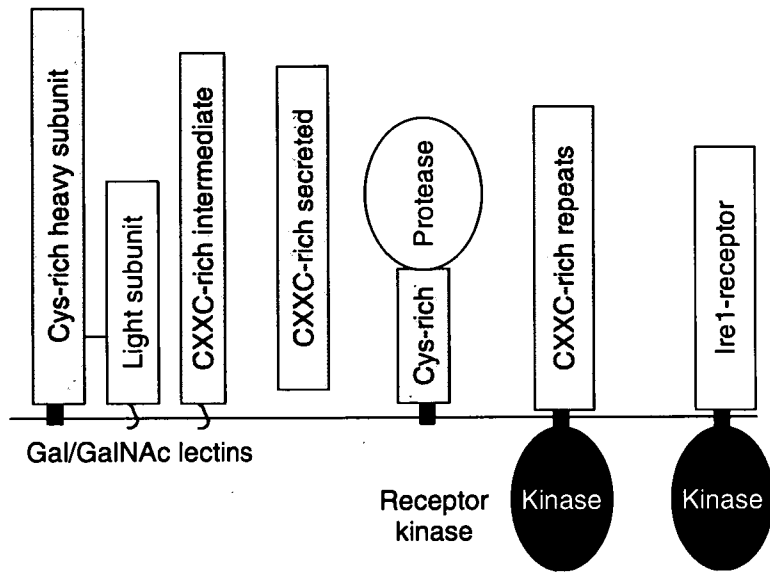 Cys-rich heavy subunit
Light subunit
CXXC-rich intermediate
CXXC-rich secreted
Protease
Cys-rich
CXXC-rich repeats
Ire1-receptor
Gal/GalNAc lectins
Receptor
kinase
Kinase
Kinase